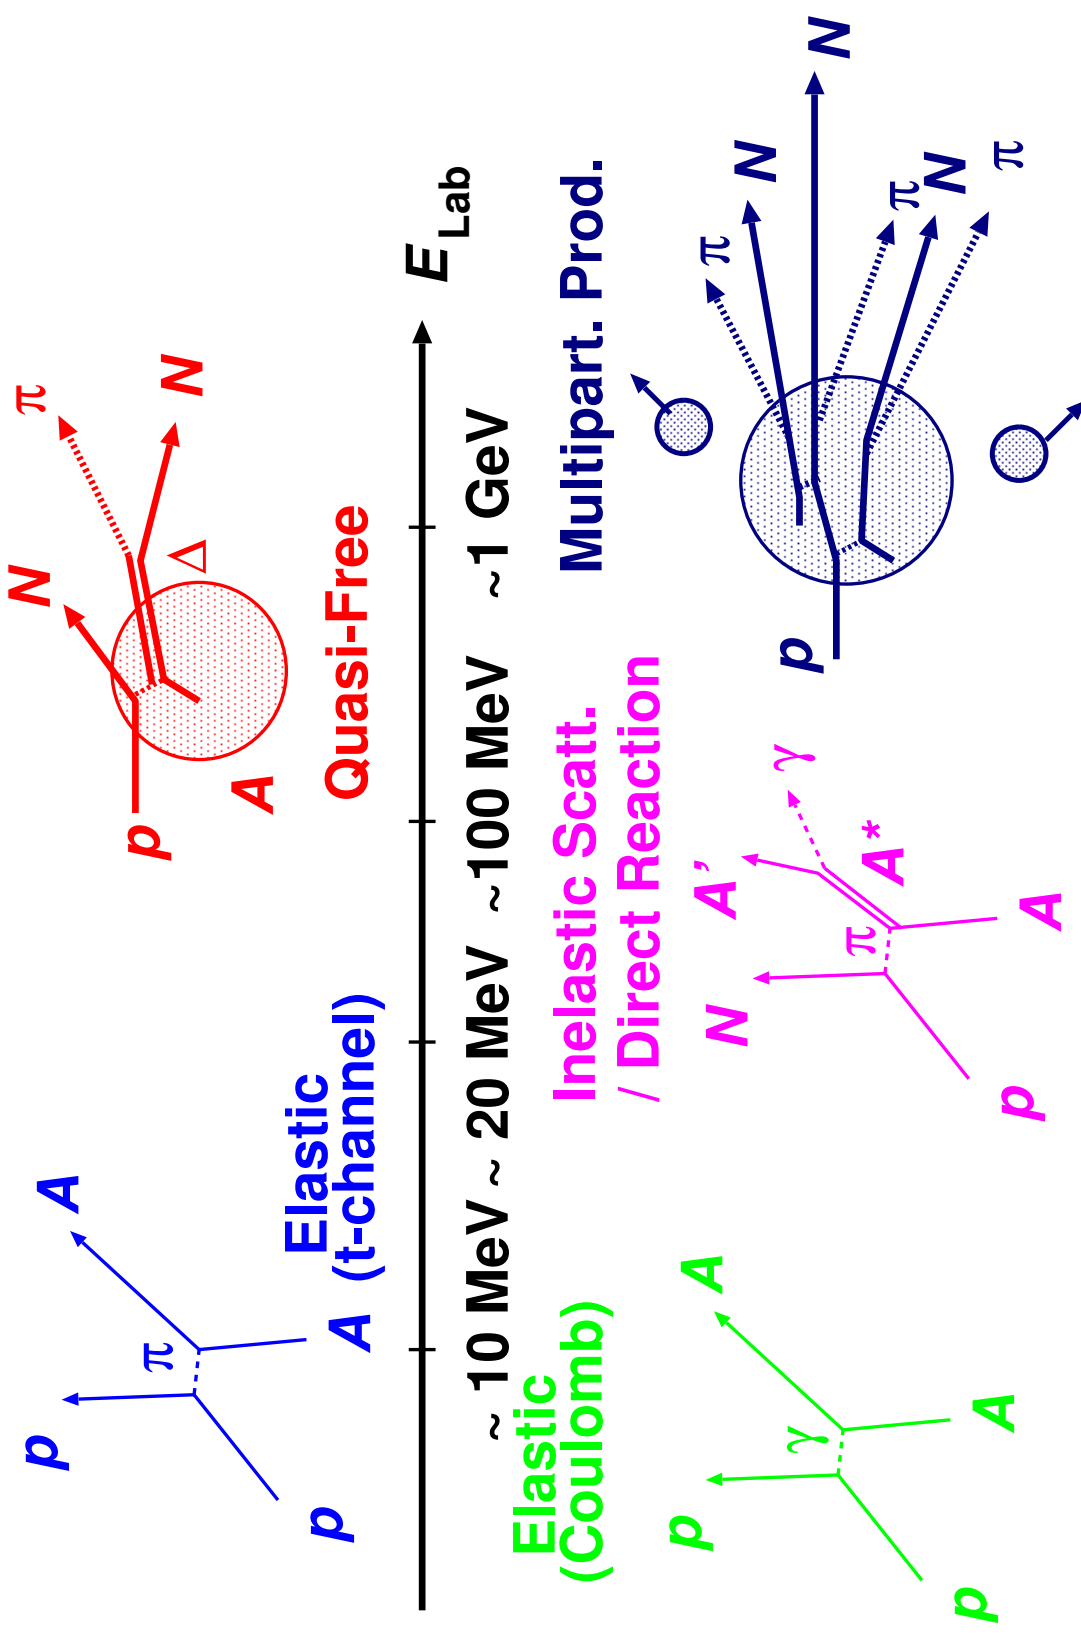 p
A
π
p
A
Elastic
(t-channel)
N
π
N
Δ
p
A
Quasi-Free
E Lab
~ 10 MeV ~ 20 MeV ~100 MeV ~1 GeV
Elastic
(Coulomb)
p
A
γ
p
A
Inelastic Scatt.
/ Direct Reaction
N
A’
γ
π
A*
p
A
Multipart. Prod.
π
N
N
π
N
π
p